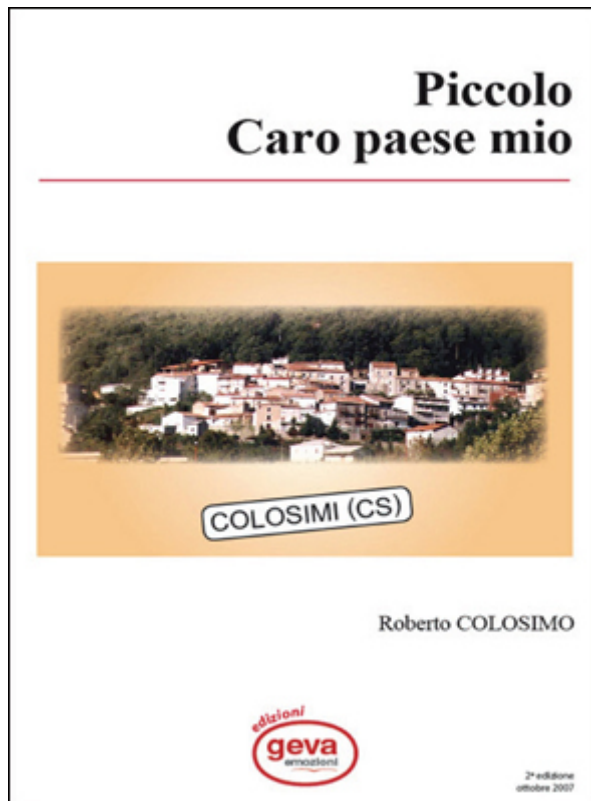 Piccolo
Caro paese mio
COLOSIMI (CS)
Roberto COLOSIMO
edizioni
geva
emozioni
2ª edizione
ottobre 2007